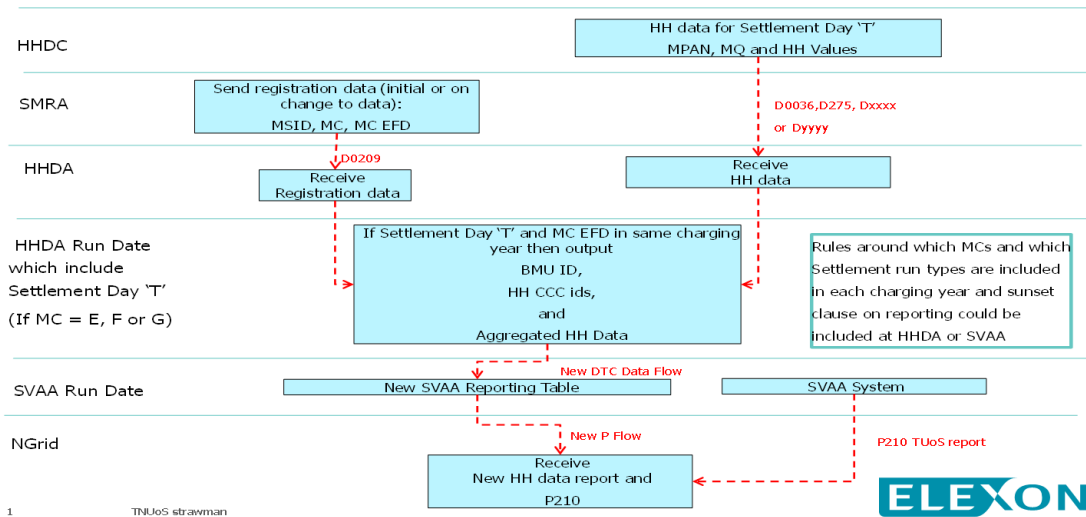 HHDC
HH data for Settlement Day ‘T’
MPAN, MQ and HH Values
SMRA
Send registration data (initial or on
change to data):
MSID, MC, MC EFD
D0036,D275, Dxxxx
or Dyyyy
HHDA
D0209
Receive
Registration data
Receive
HH data
HHDA Run Date
which include
Settlement Day ‘T’
(If MC = E, F or G)
If Settlement Day ‘T’ and MC EFD in same charging
year then output
BMU ID,
HH CCC ids,
and
Aggregated HH Data
Rules around which MCs and which
Settlement run types are included
in each charging year and sunset
clause on reporting could be
included at HHDA or SVAA
New DTC Data Flow
SVAA Run Date
New SVAA Reporting Table
SVAA System
NGrid
New P Flow
P210 TUoS report
Receive
New HH data report and
P210
ELEXON
1
TNUoS strawman